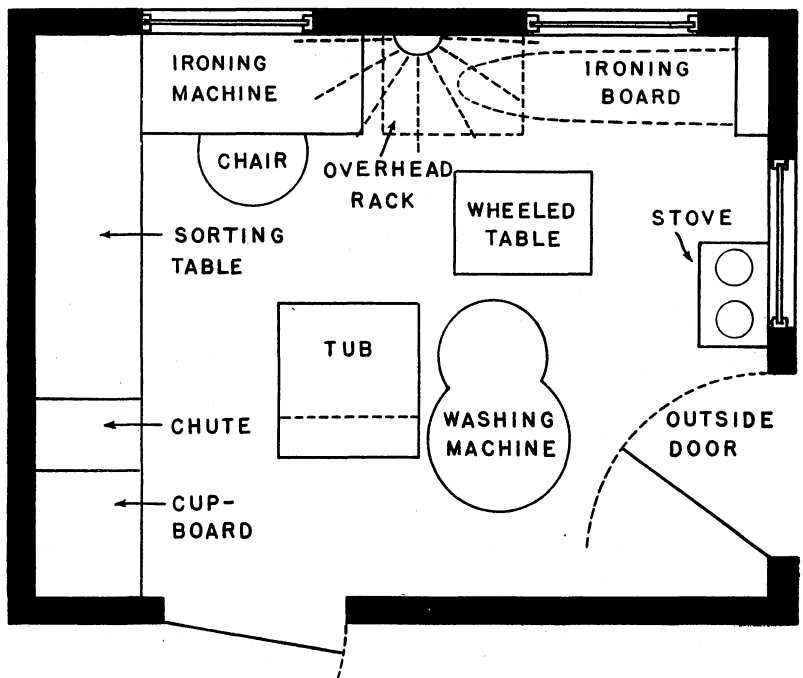 IRONING
MACHINE
IRONING
BOARD
CHAIR
OVERHEAD
RACK
WHEELED
TABLE
STOVE
SORTING
TABLE
TUB
CHUTE
WASHING
MACHINE
OUTSIDE
DOOR
CUP-
BOARD